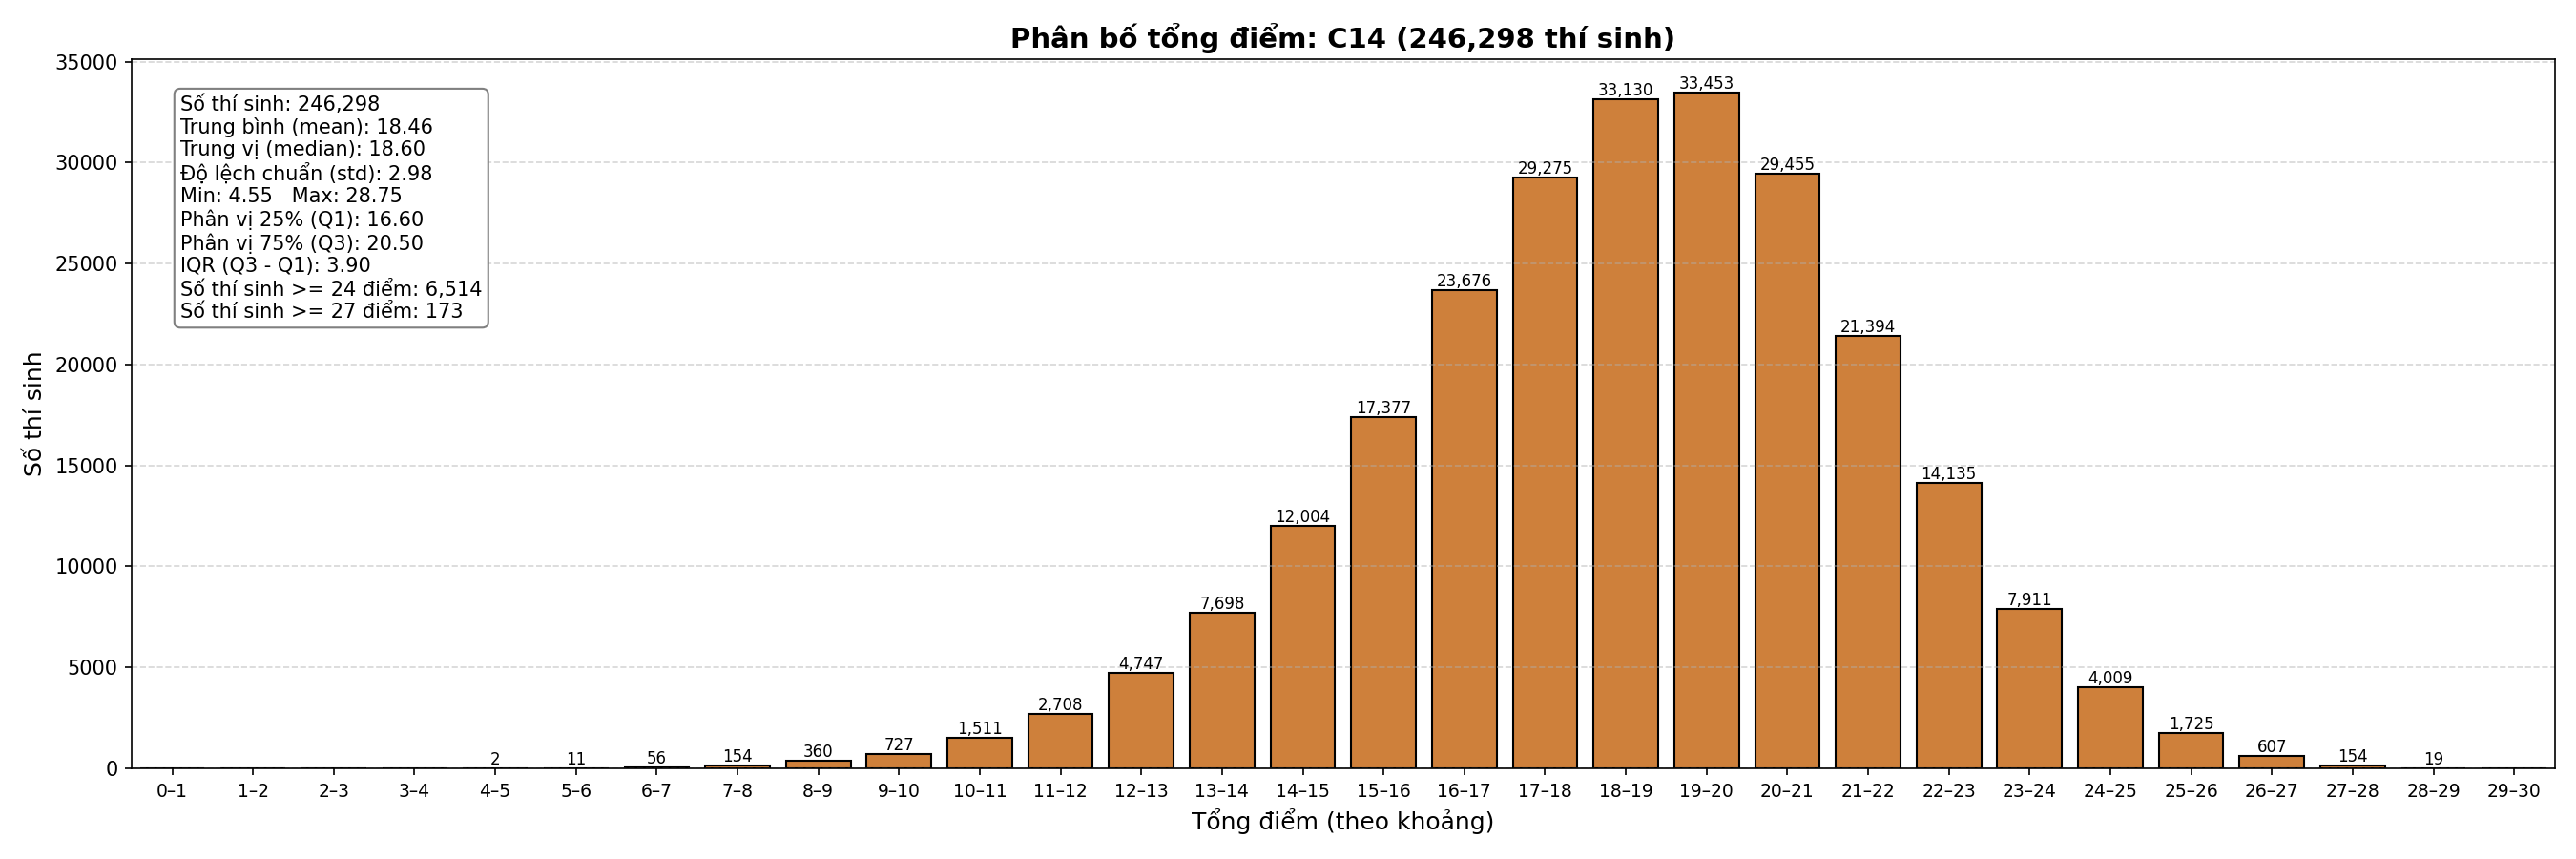 Phân bố tổng điểm: C14 (246,298 thí sinh)
Số thí sinh: 246,298
Trung bình (mean): 18.46
Trung vị (median): 18.60
Độ lệch chuẩn (std): 2.98
Min: 4.55   Max: 28.75
Phân vị 25% (Q1): 16.60
Phân vị 75% (Q3): 20.50
IQR (Q3 - Q1): 3.90
Số thí sinh >= 24 điểm: 6,514
Số thí sinh >= 27 điểm: 173
Số thí sinh
35000
30000
25000
20000
15000
10000
5000
0
2
11
56
154
360
727
1,511
2,708
4,747
7,698
12,004
17,377
23,676
29,275
33,130
33,453
29,455
21,394
14,135
7,911
4,009
1,725
607
154
19
0–1 1–2 2–3 3–4 4–5 5–6 6–7 7–8 8–9 9–10 10–11 11–12 12–13 13–14 14–15 15–16 16–17 17–18 18–19 19–20 20–21 21–22 22–23 23–24 24–25 25–26 26–27 27–28 28–29 29–30
Tổng điểm (theo khoảng)